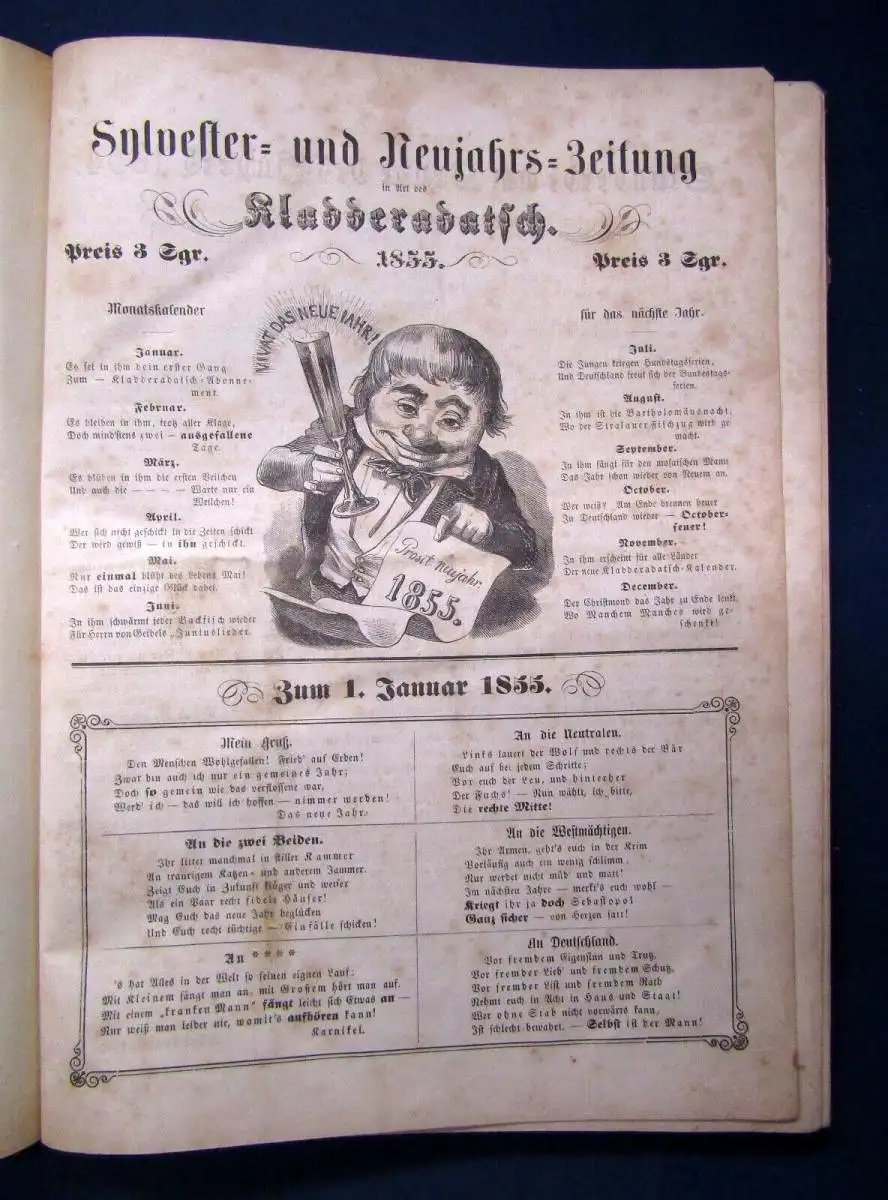 Sylvester- und Neujahrs-Zeitung
in Art des
Kladderadatsch.
Preis 3 Sgr.
1855.
Preis 3 Sgr.
Monatskalender
Januar.
Es sei in ihm dein erster Gang
Zum — Kladderadatsch-Abonne-
ment.
Februar.
Es bleiben in ihm, trotz aller Klage,
Doch mindstens zwei — ausgefallene
Tage.
März.
Es blühen in ihm die ersten Veilchen
Und auch die — — — — Warte nur ein
Weilchen!
April.
Wer sich nicht geschickt in die Zeiten schickt
Der wird gewiß — in ihn geschickt.
Mai.
Nur einmal blüht des Lebens Mai!
Das ist das einzige Glück dabei.
Juni.
In ihm schwärmt jeder Backfisch wieder
Für Herrn von Geibels „Juniuslieder.
VIVAT DAS NEUE IAHR!
Prosit Neujahr.
1855.
für das nächste Jahr.
Juli.
Die Jungen kriegen Hundstagsferien,
Und Deutschland freut sich der Bundestags-
ferien.
August.
In ihm ist die Bartholomäusnacht,
Wo der Stralauer Fischzug wird ge-
macht.
September.
In ihm fängt für den mosaischen Mann
Das Jahr schon wieder von Neuem an.
October.
Wer weiß? Am Ende brennen heuer
In Deutschland wieder — October-
feuer!
November.
In ihm erscheint für alle Länder
Der neue Kladderadatsch-Kalender.
December.
Der Christmond das Jahr zu Ende lenkt,
Wo Manchem Manches wird ge-
schenkt!
Zum 1. Januar 1855.
Mein Gruß.
Den Menschen Wohlgefallen! Fried' auf Erden!
Zwar bin auch ich nur ein gemeines Jahr;
Doch so gemein wie das verflossene war,
Werd' ich — das will ich hoffen — nimmer werden!
Das neue Jahr.
An die zwei Beiden.
Ihr littet manchmal in stiller Kammer
An traurigem Katzen- und anderem Jammer.
Zeigt Euch in Zukunft klüger und weiser
Als ein Paar recht fidele Häuser!
Mag Euch das neue Jahr beglücken
Und Euch recht tüchtige — Einfälle schicken!
An ****
's hat Alles in der Welt so seinen eignen Lauf;
Mit Kleinem fängt man an, mit Großem hört man auf.
Mit einem „kranken Mann“ fängt leicht sich Etwas an —
Nur weiß man leider nie, womit's aufhören kann!
Karnikel.
An die Neutralen.
Links lauert der Wolf und rechts der Bär
Euch auf bei jedem Schritte;
Vor euch der Leu, und hinterher
Der Fuchs! — Nun wählt, ich bitte,
Die rechte Mitte!
An die Westmächtigen.
Ihr Armen, geht's euch in der Krim
Vorläufig auch ein wenig schlimm,
Nur werdet nicht müd' und matt!
Im nächsten Jahre — merkt's euch wohl —
Kriegt ihr ja doch Sebastopol
Ganz sicher — von Herzen satt!
An Deutschland.
Vor fremdem Eigensinn und Trutz,
Vor fremder Lieb' und fremdem Schutz,
Vor fremder List und fremdem Rath
Nehmt euch in Acht in Haus und Staat!
Wer ohne Stab nicht vorwärts kann,
Ist schlecht bewahrt. — Selbst ist der Mann!